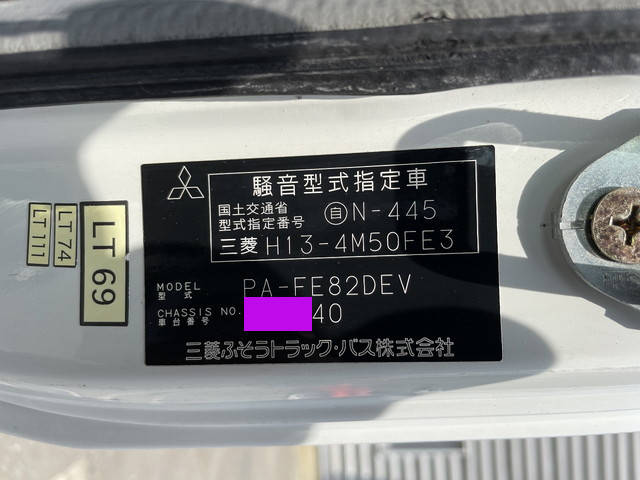 騒音型式指定車
国土交通省
型式指定番号 自N-445
三菱 H13-4M50FE3
MODEL
型式
PA-FE82DEV
CHASSIS NO.
車台番号
40
三菱ふそうトラック・バス株式会社
LT 69
LT 74
LT111